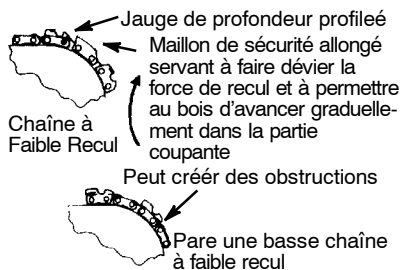 Jauge de profondeur profileé
Maillon de sécurité allongé
servant à faire dévier la
force de recul et à permettre
au bois d'avancer graduelle-
ment dans la partie
coupante
Chaîne à
Faible Recul
Peut créér des obstructions
Pare une basse chaîne
à faible recul